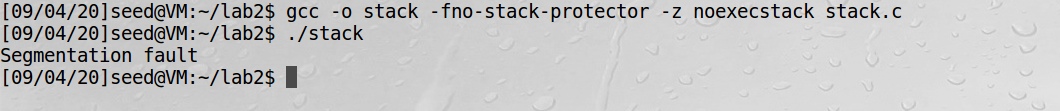 [09/04/20]seed@VM:~/lab2$ gcc -o stack -fno-stack-protector -z noexecstack stack.c
[09/04/20]seed@VM:~/lab2$ ./stack
Segmentation fault
[09/04/20]seed@VM:~/lab2$